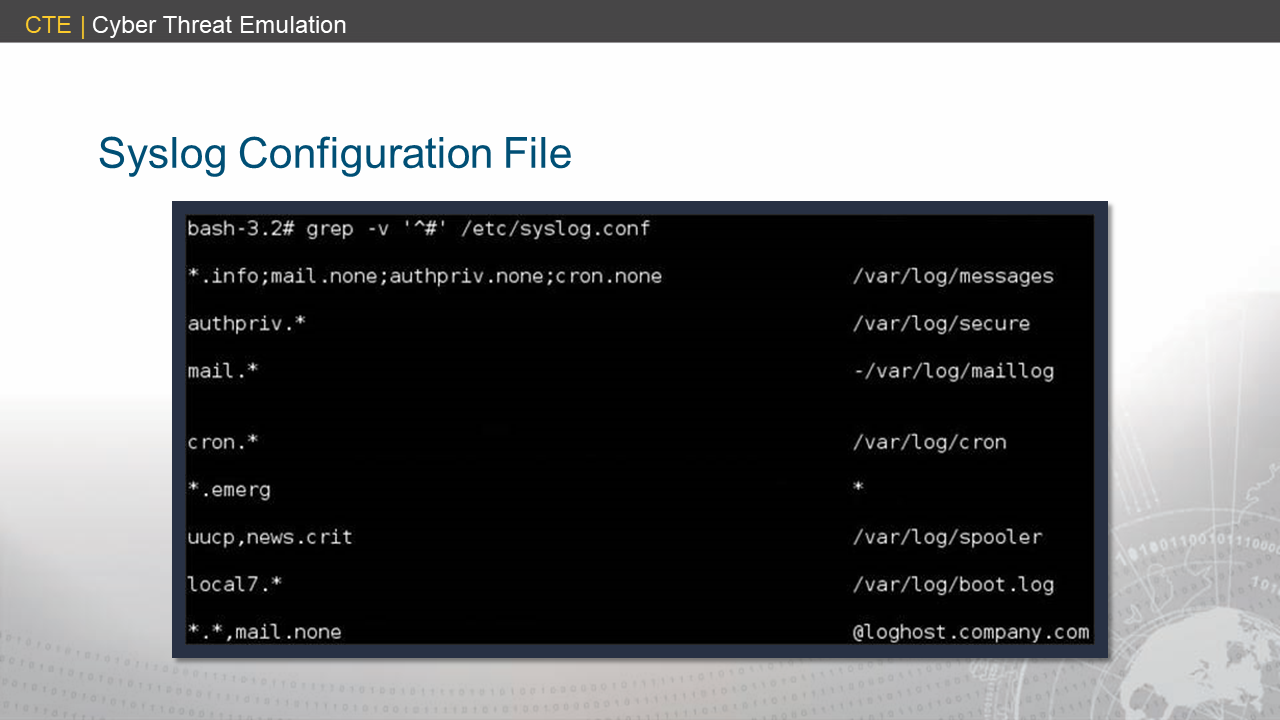 CTE | Cyber Threat Emulation
Syslog Configuration File
bash-3.2# grep -v '^#' /etc/syslog.conf
*.info;mail.none;authpriv.none;cron.none /var/log/messages
authpriv.* /var/log/secure
mail.* -/var/log/maillog
cron.* /var/log/cron
*.emerg *
uucp,news.crit /var/log/spooler
local7.* /var/log/boot.log
*.*,mail.none @loghost.company.com